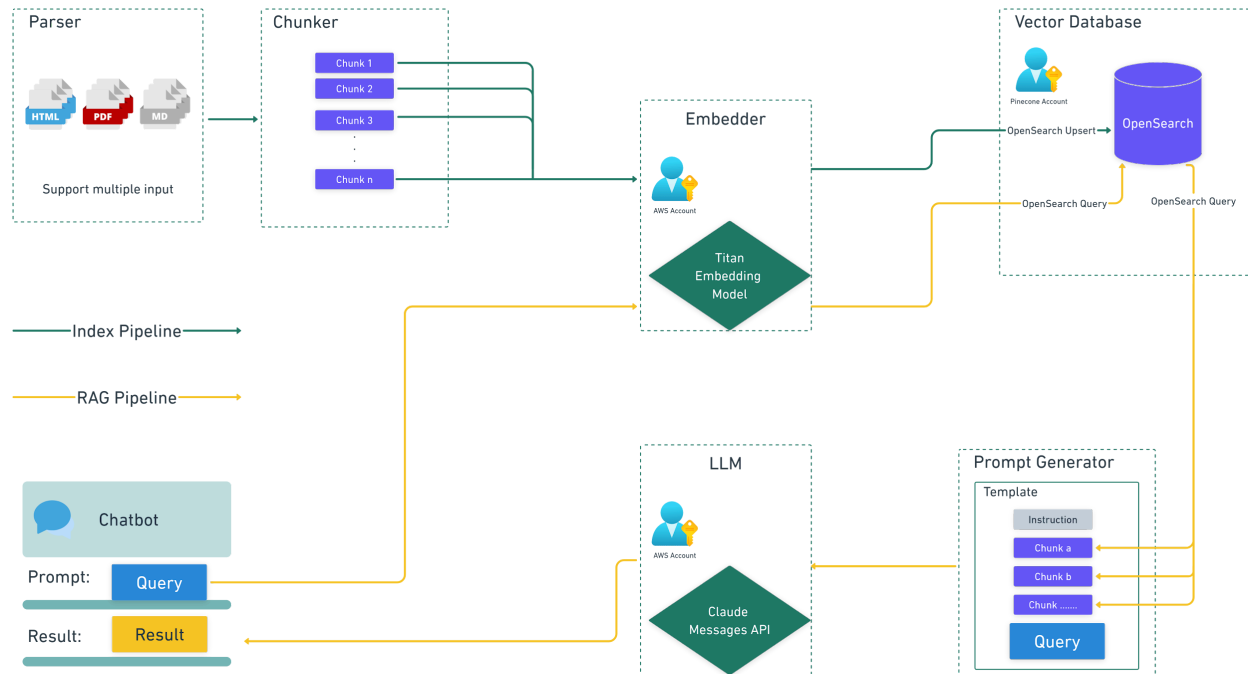 Parser
HTML
PDF
MD
Support multiple input
Chunker
Chunk 1
Chunk 2
Chunk 3
.
.
.
Chunk n
Embedder
AWS Account
Titan
Embedding
Model
Vector Database
Pinecone Account
OpenSearch
OpenSearch Upsert
OpenSearch Query
OpenSearch Query
Index Pipeline
RAG Pipeline
Chatbot
Prompt:
Query
Result:
Result
LLM
AWS Account
Claude
Messages API
Prompt Generator
Template
Instruction
Chunk a
Chunk b
Chunk .......
Query